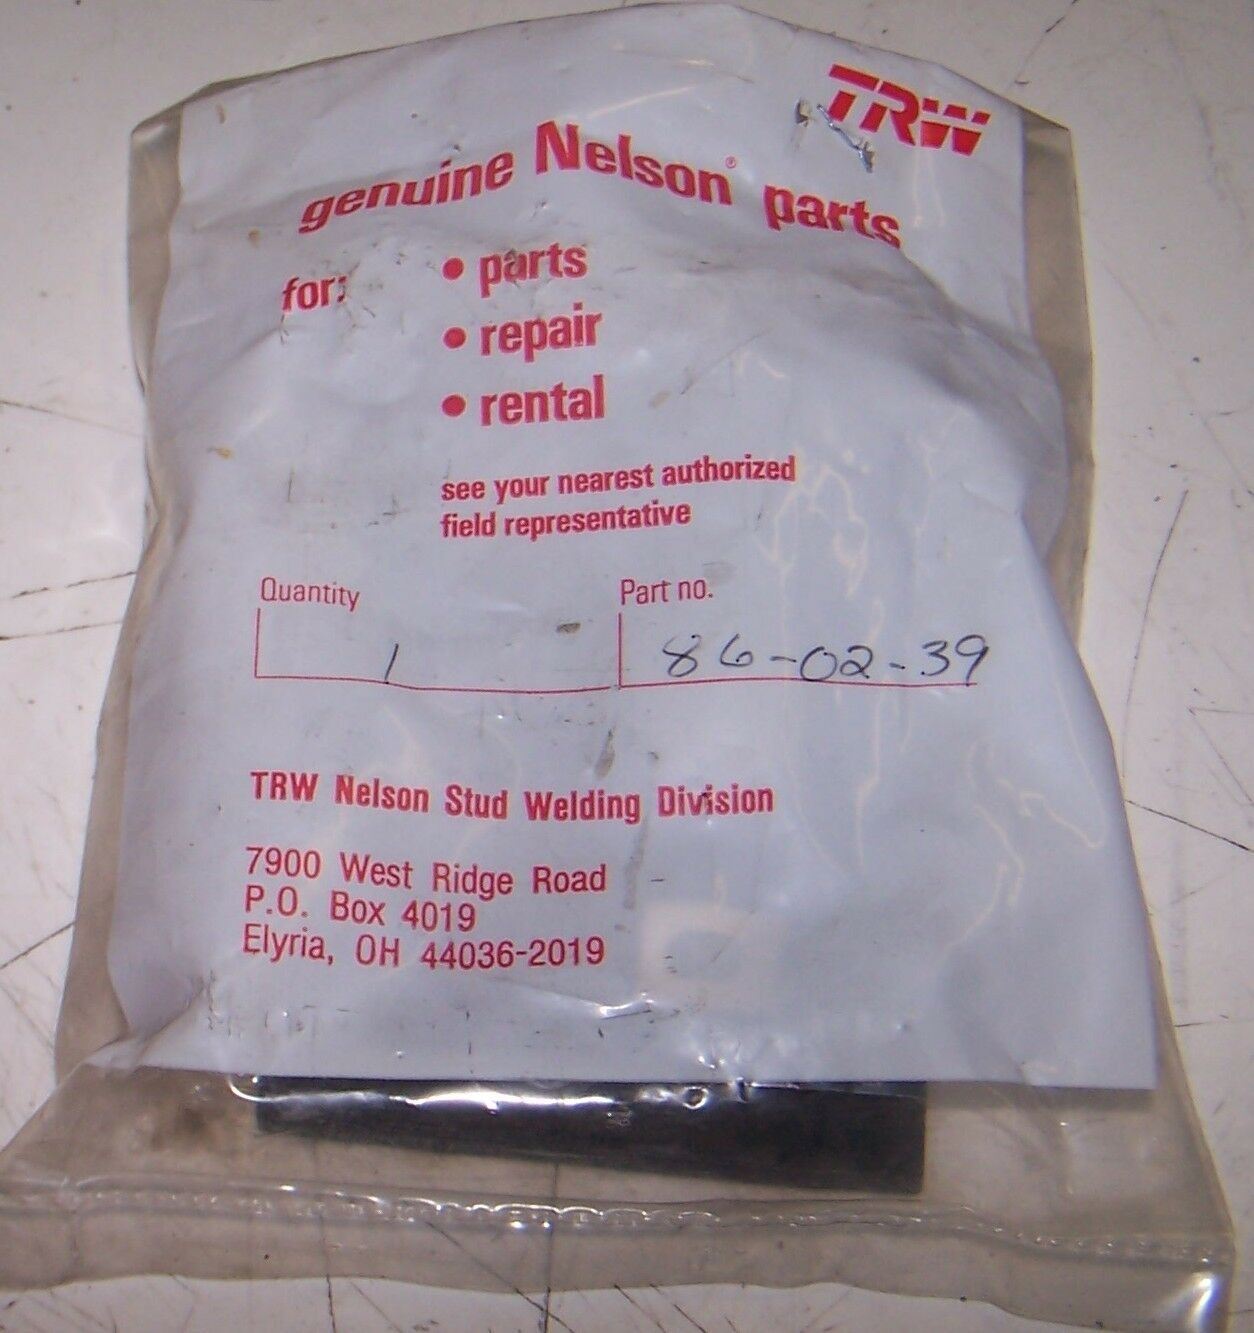 TRW
genuine Nelson® parts
for:
• parts
• repair
• rental
see your nearest authorized
field representative
Quantity
Part no.
1
86-02-39
TRW Nelson Stud Welding Division
7900 West Ridge Road
P.O. Box 4019
Elyria, OH 44036-2019